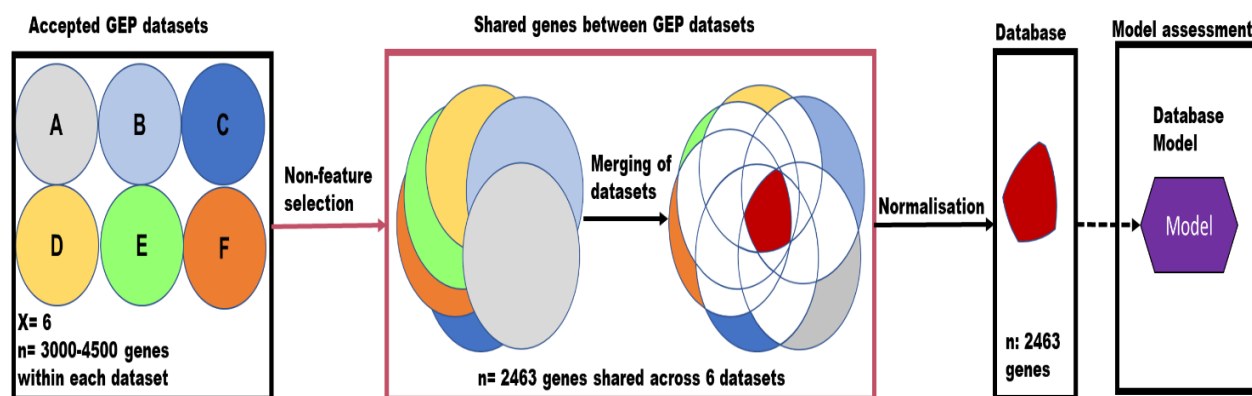 Accepted GEP datasets
A
B
C
D
E
F
X= 6
n= 3000-4500 genes
within each dataset
Non-feature
selection
Shared genes between GEP datasets
Merging of
datasets
n= 2463 genes shared across 6 datasets
Normalisation
Database
n: 2463
genes
Model assessment
Database
Model
Model